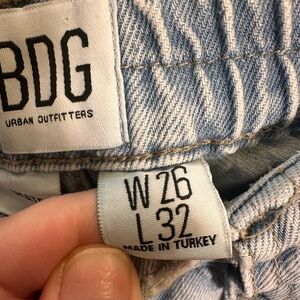 BDG
URBAN OUTFITTERS
W 26
L 32
MADE IN TURKEY